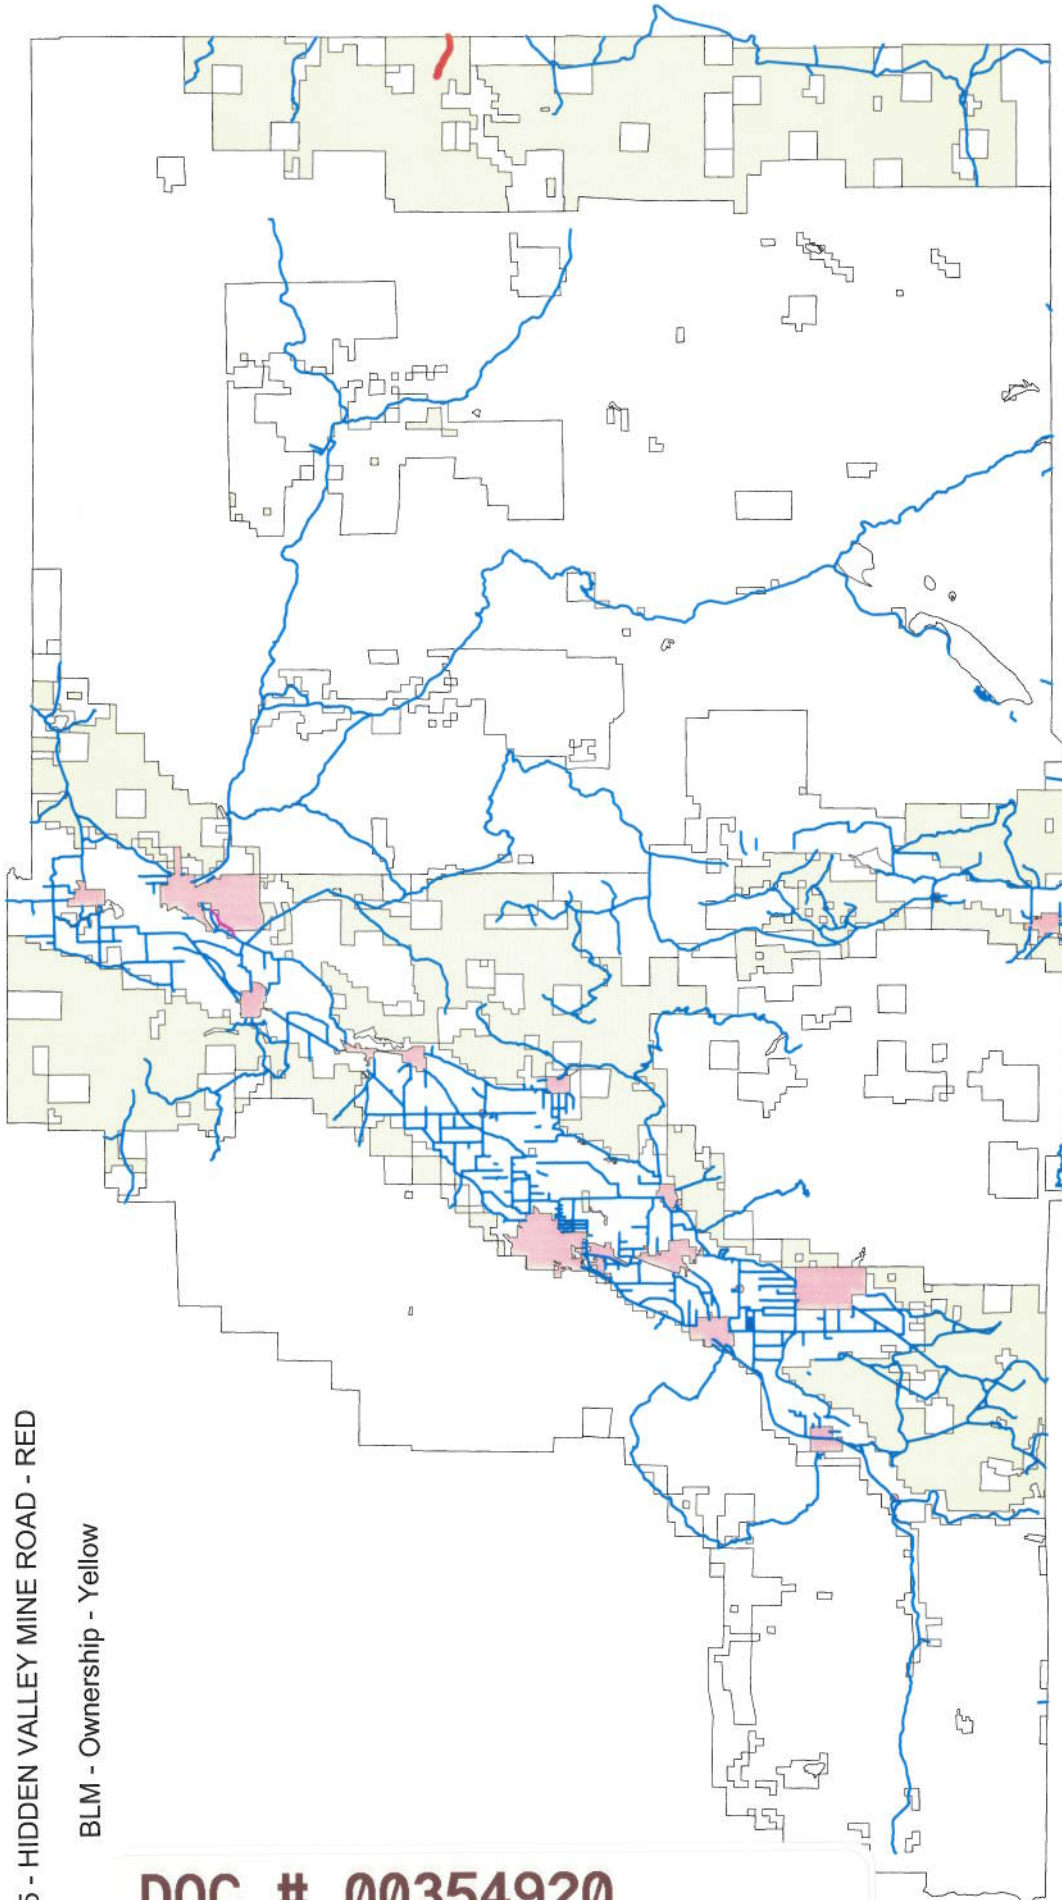 5 - HIDDEN VALLEY MINE ROAD - RED
BLM - Ownership - Yellow
DOC # 00354920